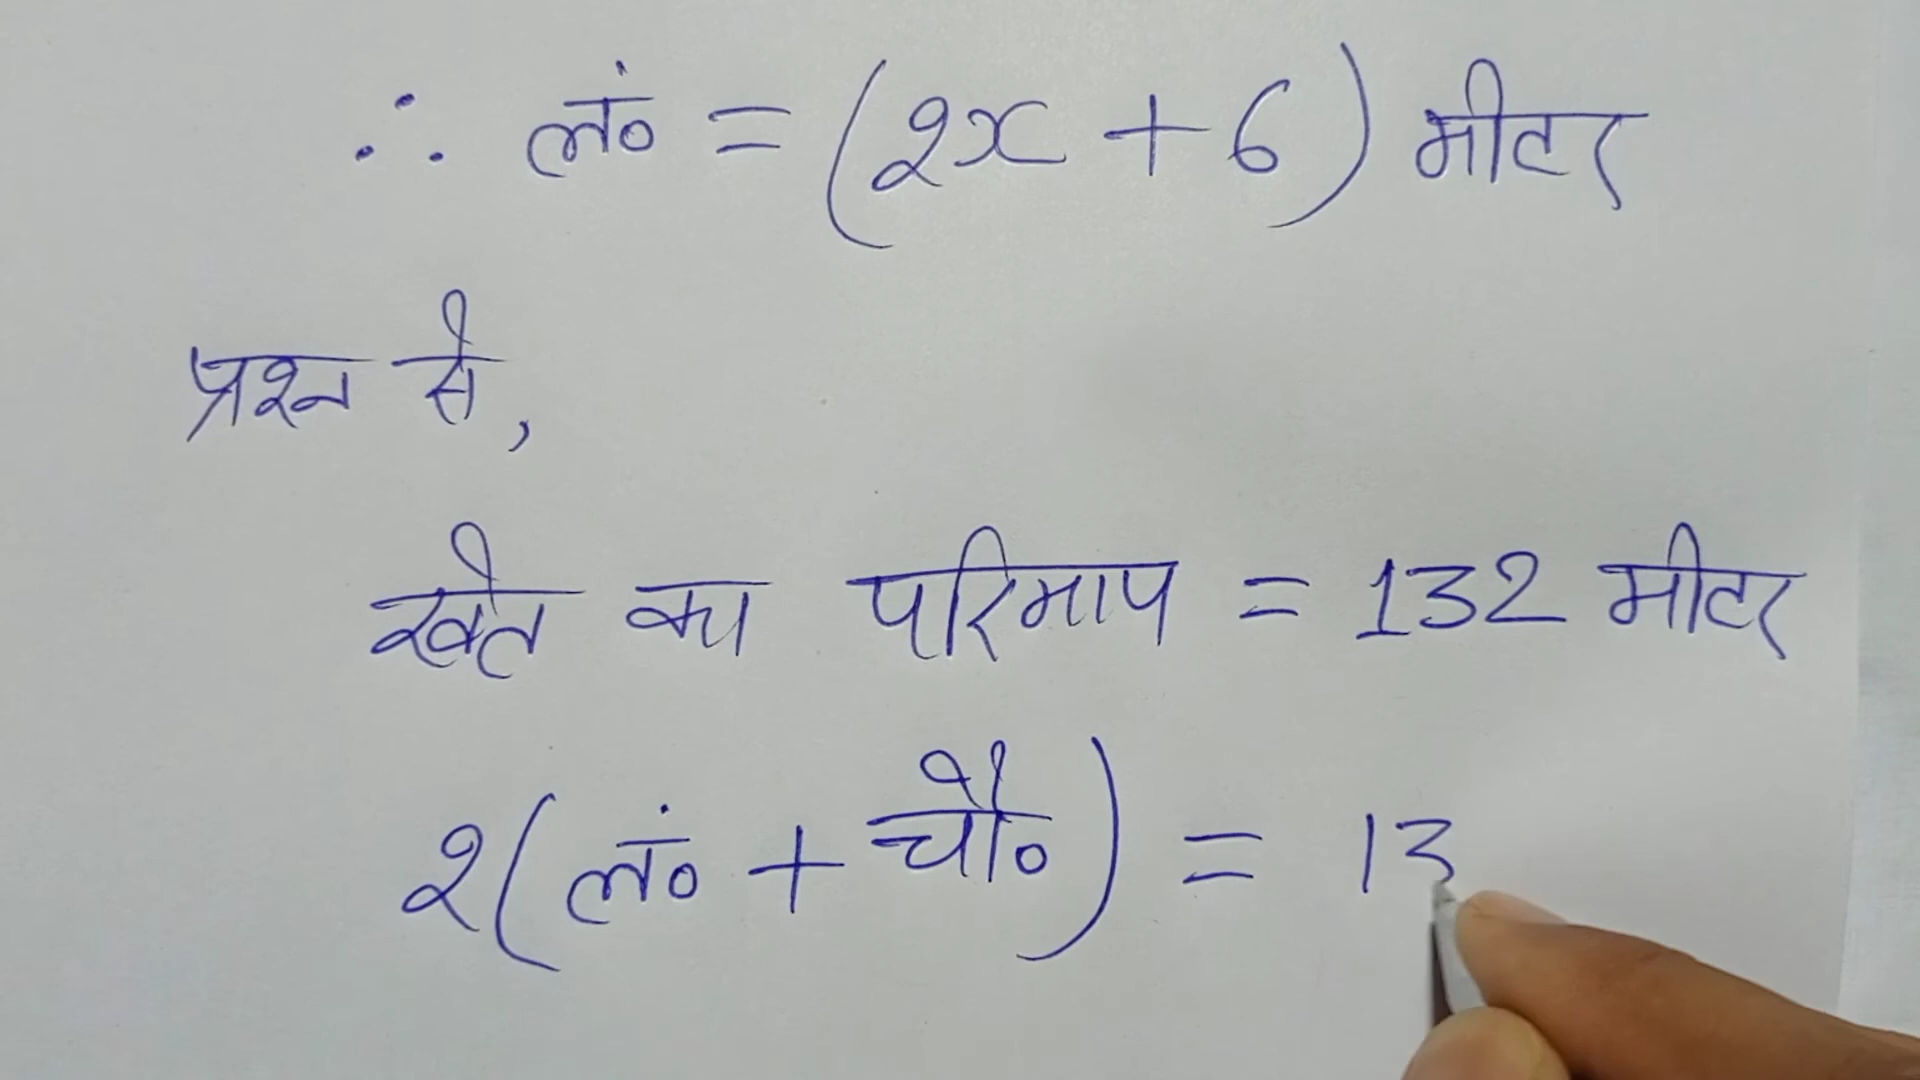 ∴ लं० = (2x + 6) मीटर
प्रश्न से,
खेत का परिमाप = 132 मीटर
2(लं० + चौ०) = 13